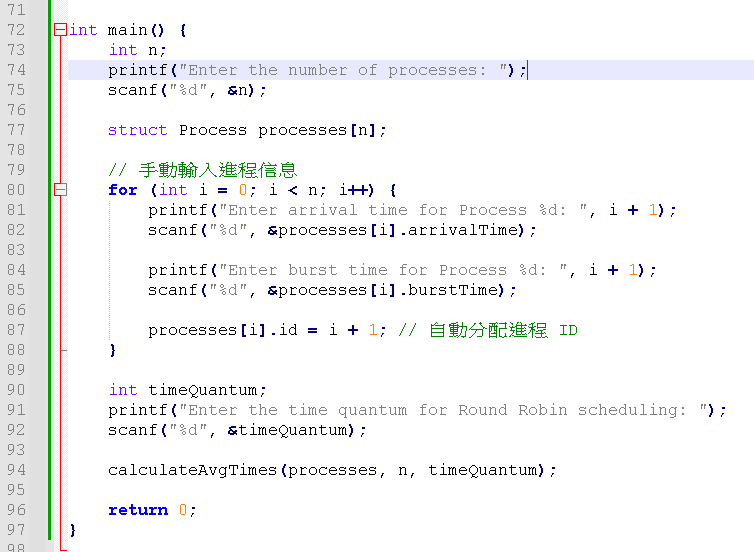 71
72 int main() {
73 int n;
74 printf("Enter the number of processes: ");
75 scanf("%d", &n);
76
77 struct Process processes[n];
78
79 // 手動輸入進程信息
80 for (int i = 0; i < n; i++) {
81 printf("Enter arrival time for Process %d: ", i + 1);
82 scanf("%d", &processes[i].arrivalTime);
83
84 printf("Enter burst time for Process %d: ", i + 1);
85 scanf("%d", &processes[i].burstTime);
86
87 processes[i].id = i + 1; // 自動分配進程 ID
88 }
89
90 int timeQuantum;
91 printf("Enter the time quantum for Round Robin scheduling: ");
92 scanf("%d", &timeQuantum);
93
94 calculateAvgTimes(processes, n, timeQuantum);
95
96 return 0;
97 }
98